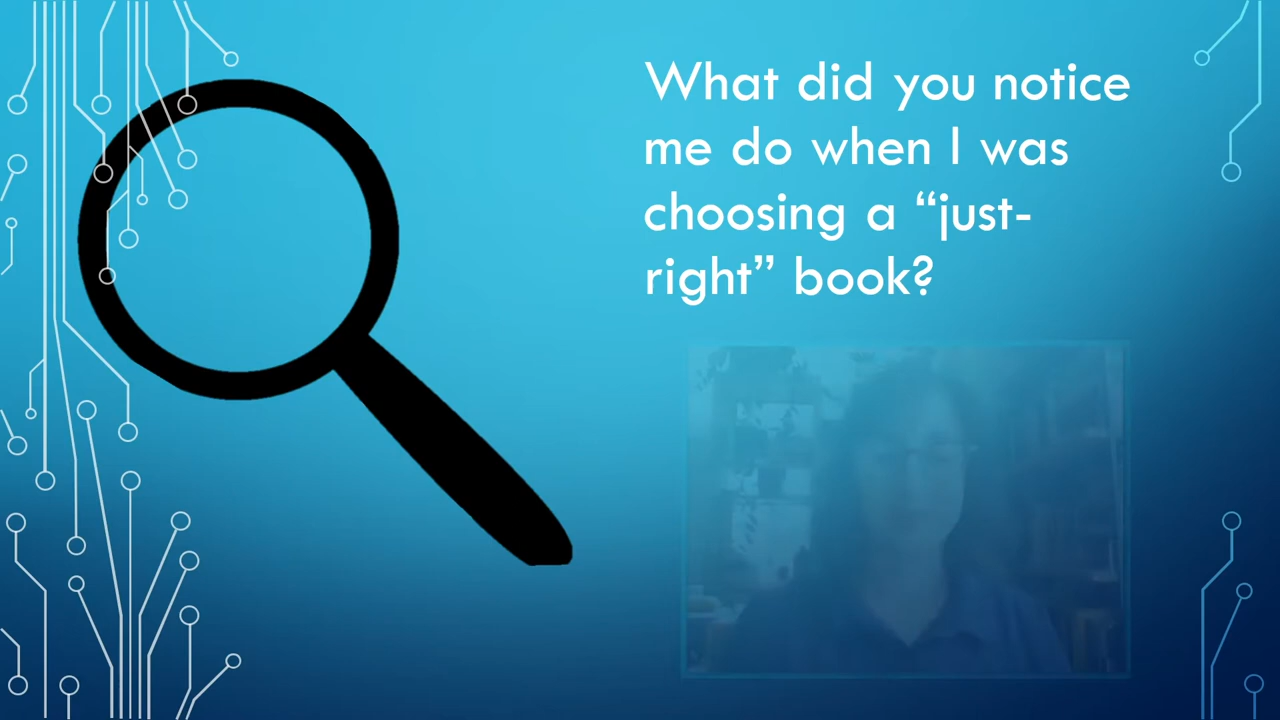 What did you notice
me do when I was
choosing a “just-
right” book?